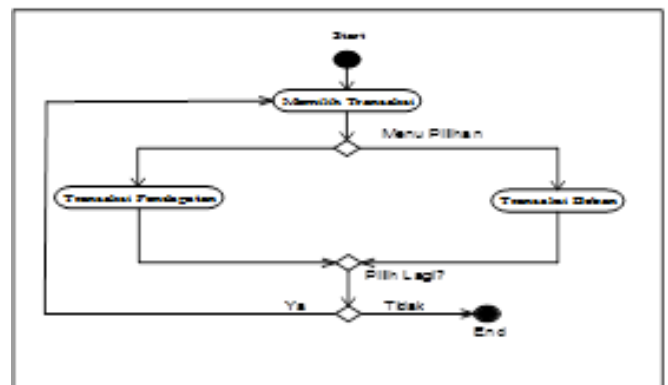 Start
Memilih Transaksi
Menu Pilihan
Transaksi Pendapatan
Transaksi Beban
Pilih Lagi?
Ya
Tidak
End